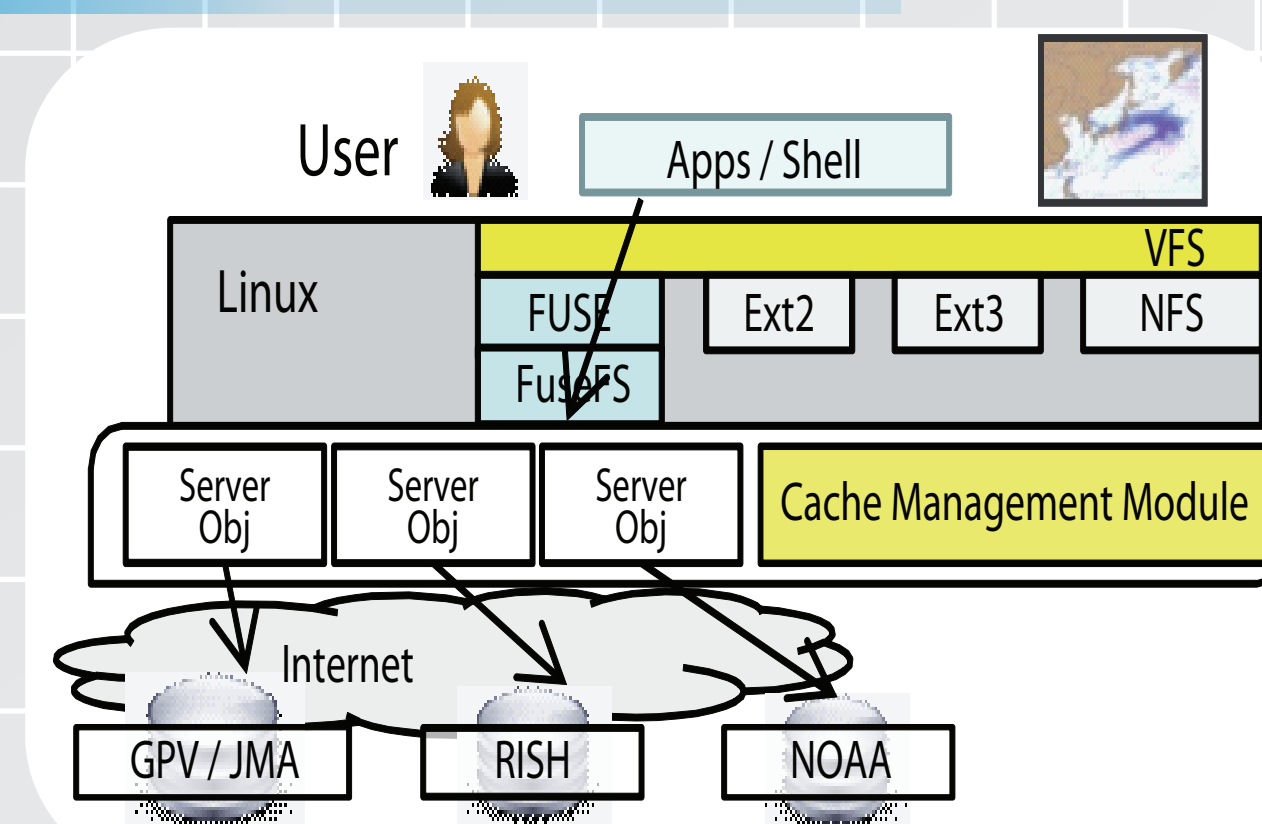 User
Apps / Shell
VFS
Linux
FUSE
Ext2
Ext3
NFS
FuseFS
Server
Obj
Server
Obj
Server
Obj
Cache Management Module
Internet
GPV / JMA
RISH
NOAA